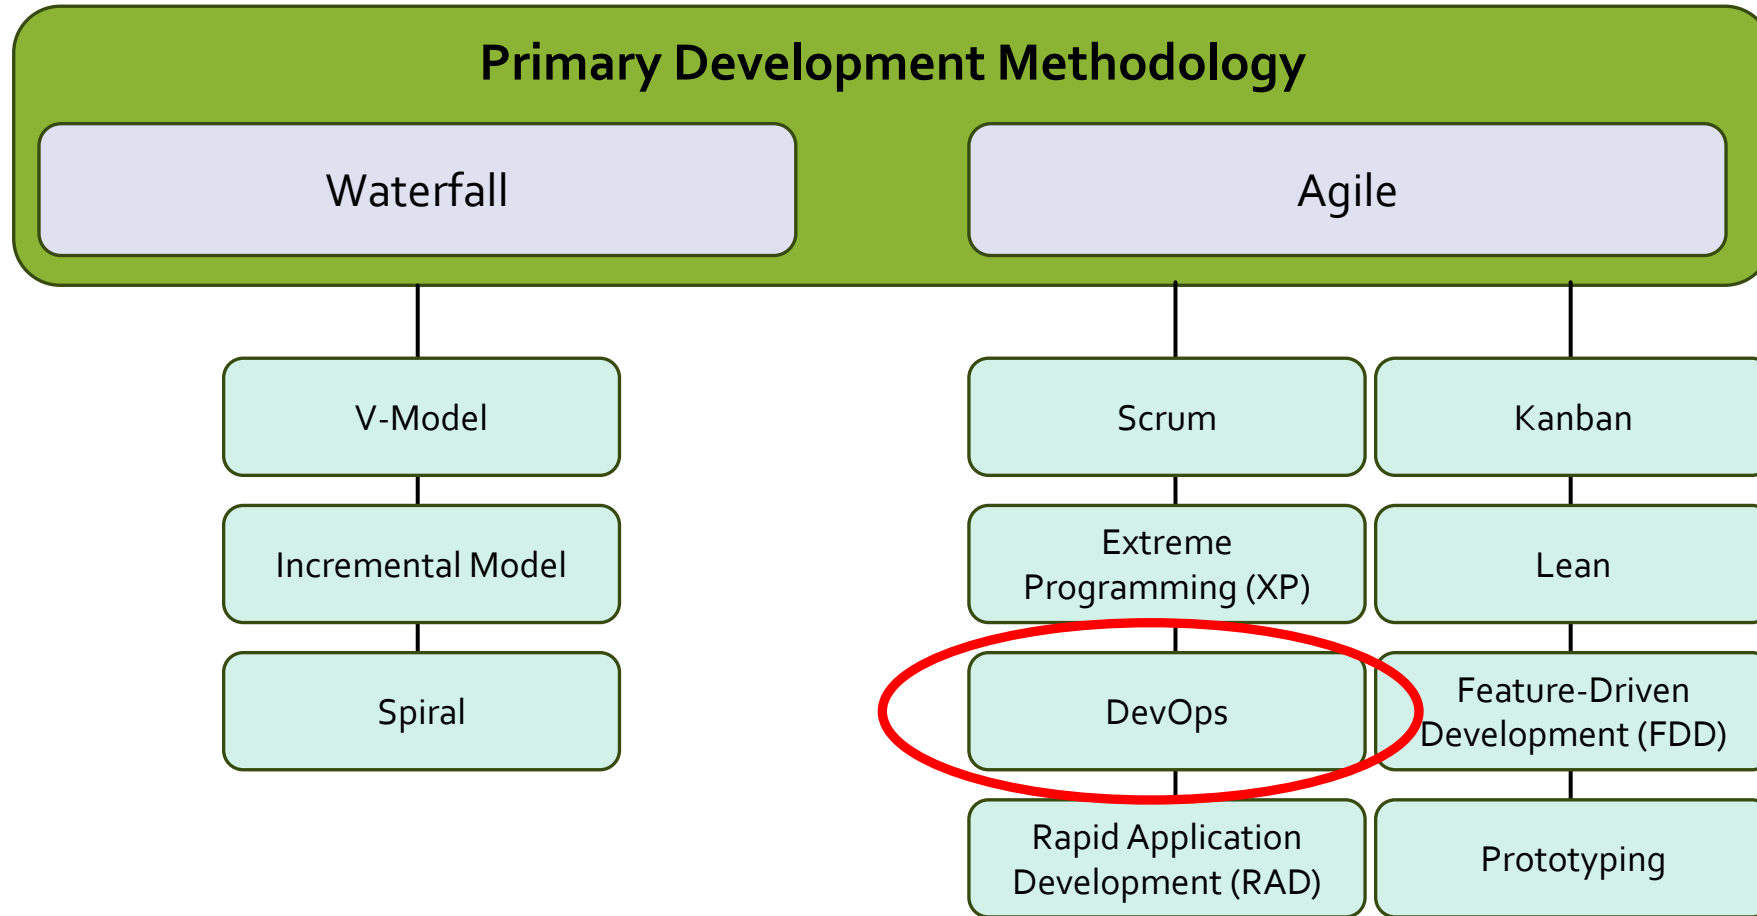 Primary Development Methodology
Waterfall
Agile
V-Model
Scrum
Kanban
Incremental Model
Extreme
Programming (XP)
Lean
Spiral
DevOps
Feature-Driven
Development (FDD)
Rapid Application
Development (RAD)
Prototyping